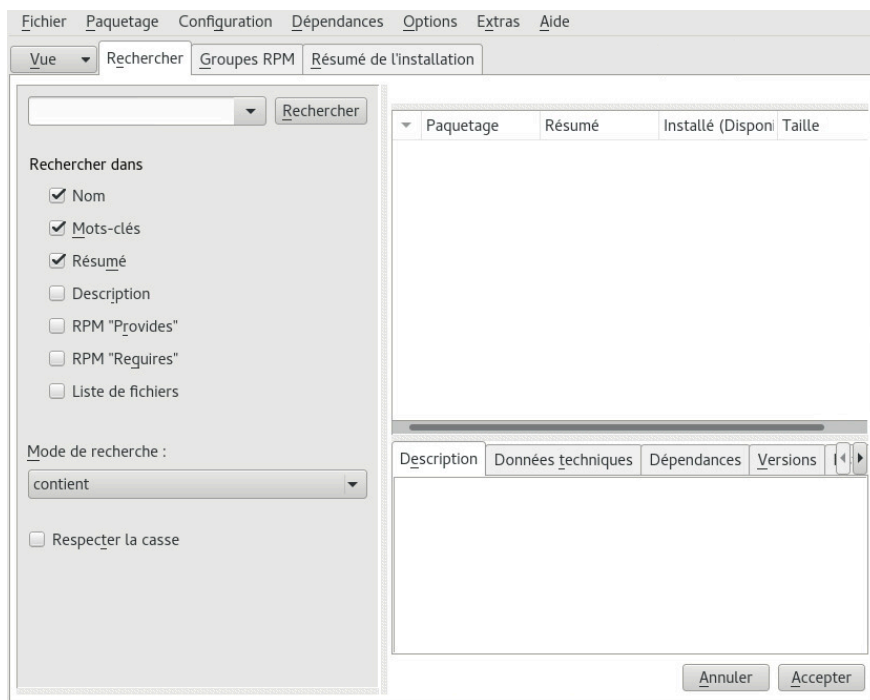 Fichier Paquetage Configuration Dépendances Options Extras Aide
Vue Rechercher Groupes RPM Résumé de l'installation
Rechercher
Rechercher dans
Nom
Mots-clés
Résumé
Description
RPM "Provides"
RPM "Requires"
Liste de fichiers
Mode de recherche :
contient
Respecter la casse
Paquetage Résumé Installé (Disponi Taille
Description Données techniques Dépendances Versions
Annuler Accepter